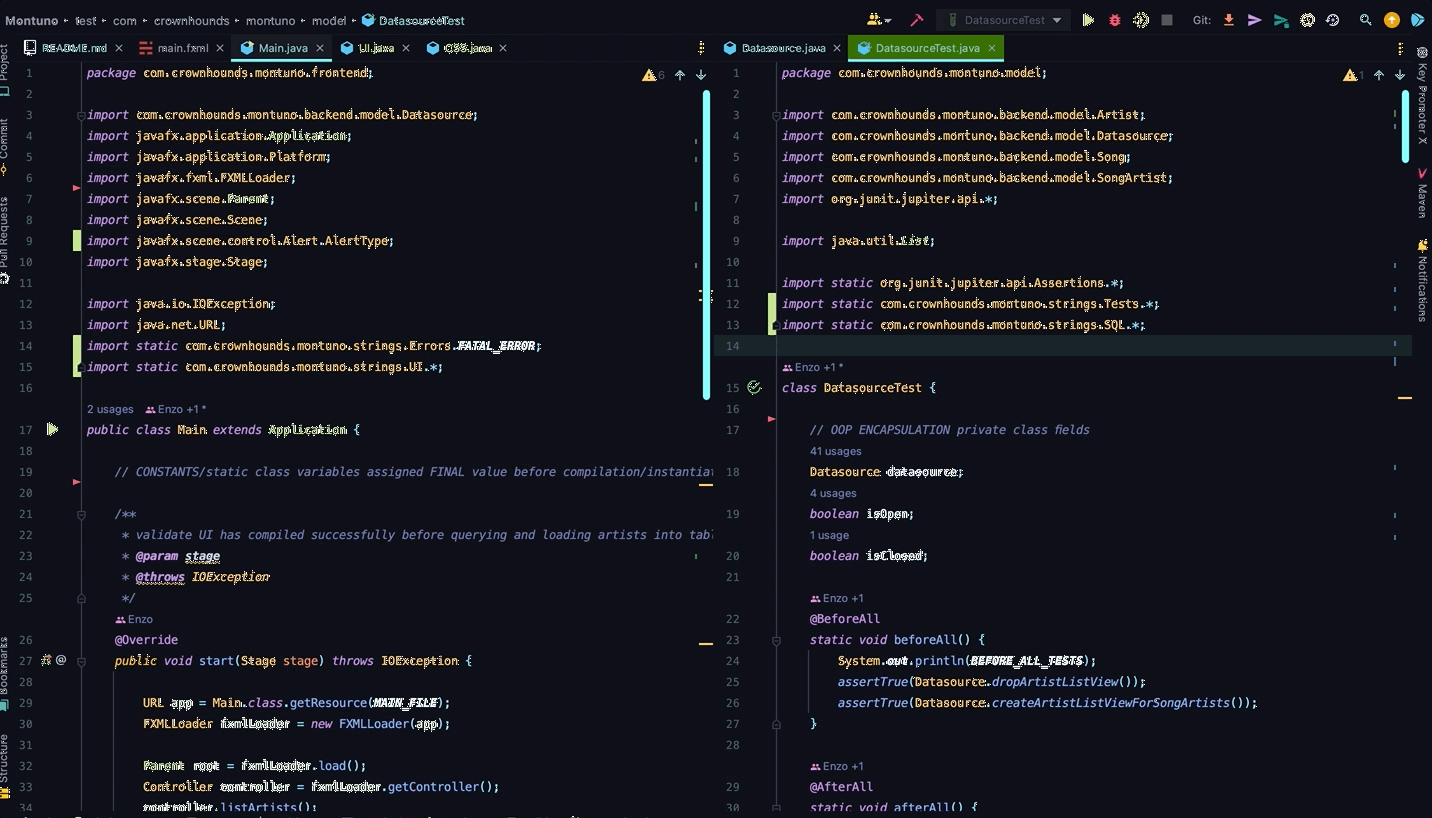 Montuno › test › com › crownhounds › montuno › model › DatasourceTest
DatasourceTest
Git:
README.md
main.fxml
Main.java
UI.java
CSS.java
Datasource.java
DatasourceTest.java
Project
Commit
Pull Requests
Bookmarks
Structure
6
1 package com.crownhounds.montuno.frontend;
2
3 import com.crownhounds.montuno.backend.model.Datasource;
4 import javafx.application.Application;
5 import javafx.application.Platform;
6 import javafx.fxml.FXMLLoader;
7 import javafx.scene.Parent;
8 import javafx.scene.Scene;
9 import javafx.scene.control.Alert.AlertType;
10 import javafx.stage.Stage;
11
12 import java.io.IOException;
13 import java.net.URL;
14 import static com.crownhounds.montuno.strings.Errors.FATAL_ERROR;
15 import static com.crownhounds.montuno.strings.UI.*;
16
2 usages Enzo +1 *
17 public class Main extends Application {
18
19 // CONSTANTS/static class variables assigned FINAL value before compilation/instantiat
20
21 /**
22 * validate UI has compiled successfully before querying and loading artists into tabl
23 * @param stage
24 * @throws IOException
25 */
Enzo
26 @Override
27 public void start(Stage stage) throws IOException {
28
29 URL app = Main.class.getResource(MAIN_FILE);
30 FXMLLoader fxmlLoader = new FXMLLoader(app);
31
32 Parent root = fxmlLoader.load();
33 Controller controller = fxmlLoader.getController();
34 controller.listArtists();
1
1 package com.crownhounds.montuno.model;
2
3 import com.crownhounds.montuno.backend.model.Artist;
4 import com.crownhounds.montuno.backend.model.Datasource;
5 import com.crownhounds.montuno.backend.model.Song;
6 import com.crownhounds.montuno.backend.model.SongArtist;
7 import org.junit.jupiter.api.*;
8
9 import java.util.List;
10
11 import static org.junit.jupiter.api.Assertions.*;
12 import static com.crownhounds.montuno.strings.Tests.*;
13 import static com.crownhounds.montuno.strings.SQL.*;
14
Enzo +1 *
15 class DatasourceTest {
16
17 // OOP ENCAPSULATION private class fields
41 usages
18 Datasource datasource;
4 usages
19 boolean isOpen;
1 usage
20 boolean isClosed;
21
Enzo +1
22 @BeforeAll
23 static void beforeAll() {
24 System.out.println(BEFORE_ALL_TESTS);
25 assertTrue(Datasource.dropArtistListView());
26 assertTrue(Datasource.createArtistListViewForSongArtists());
27 }
28
Enzo +1
29 @AfterAll
30 static void afterAll() {
Key Promoter X
Maven
Notifications